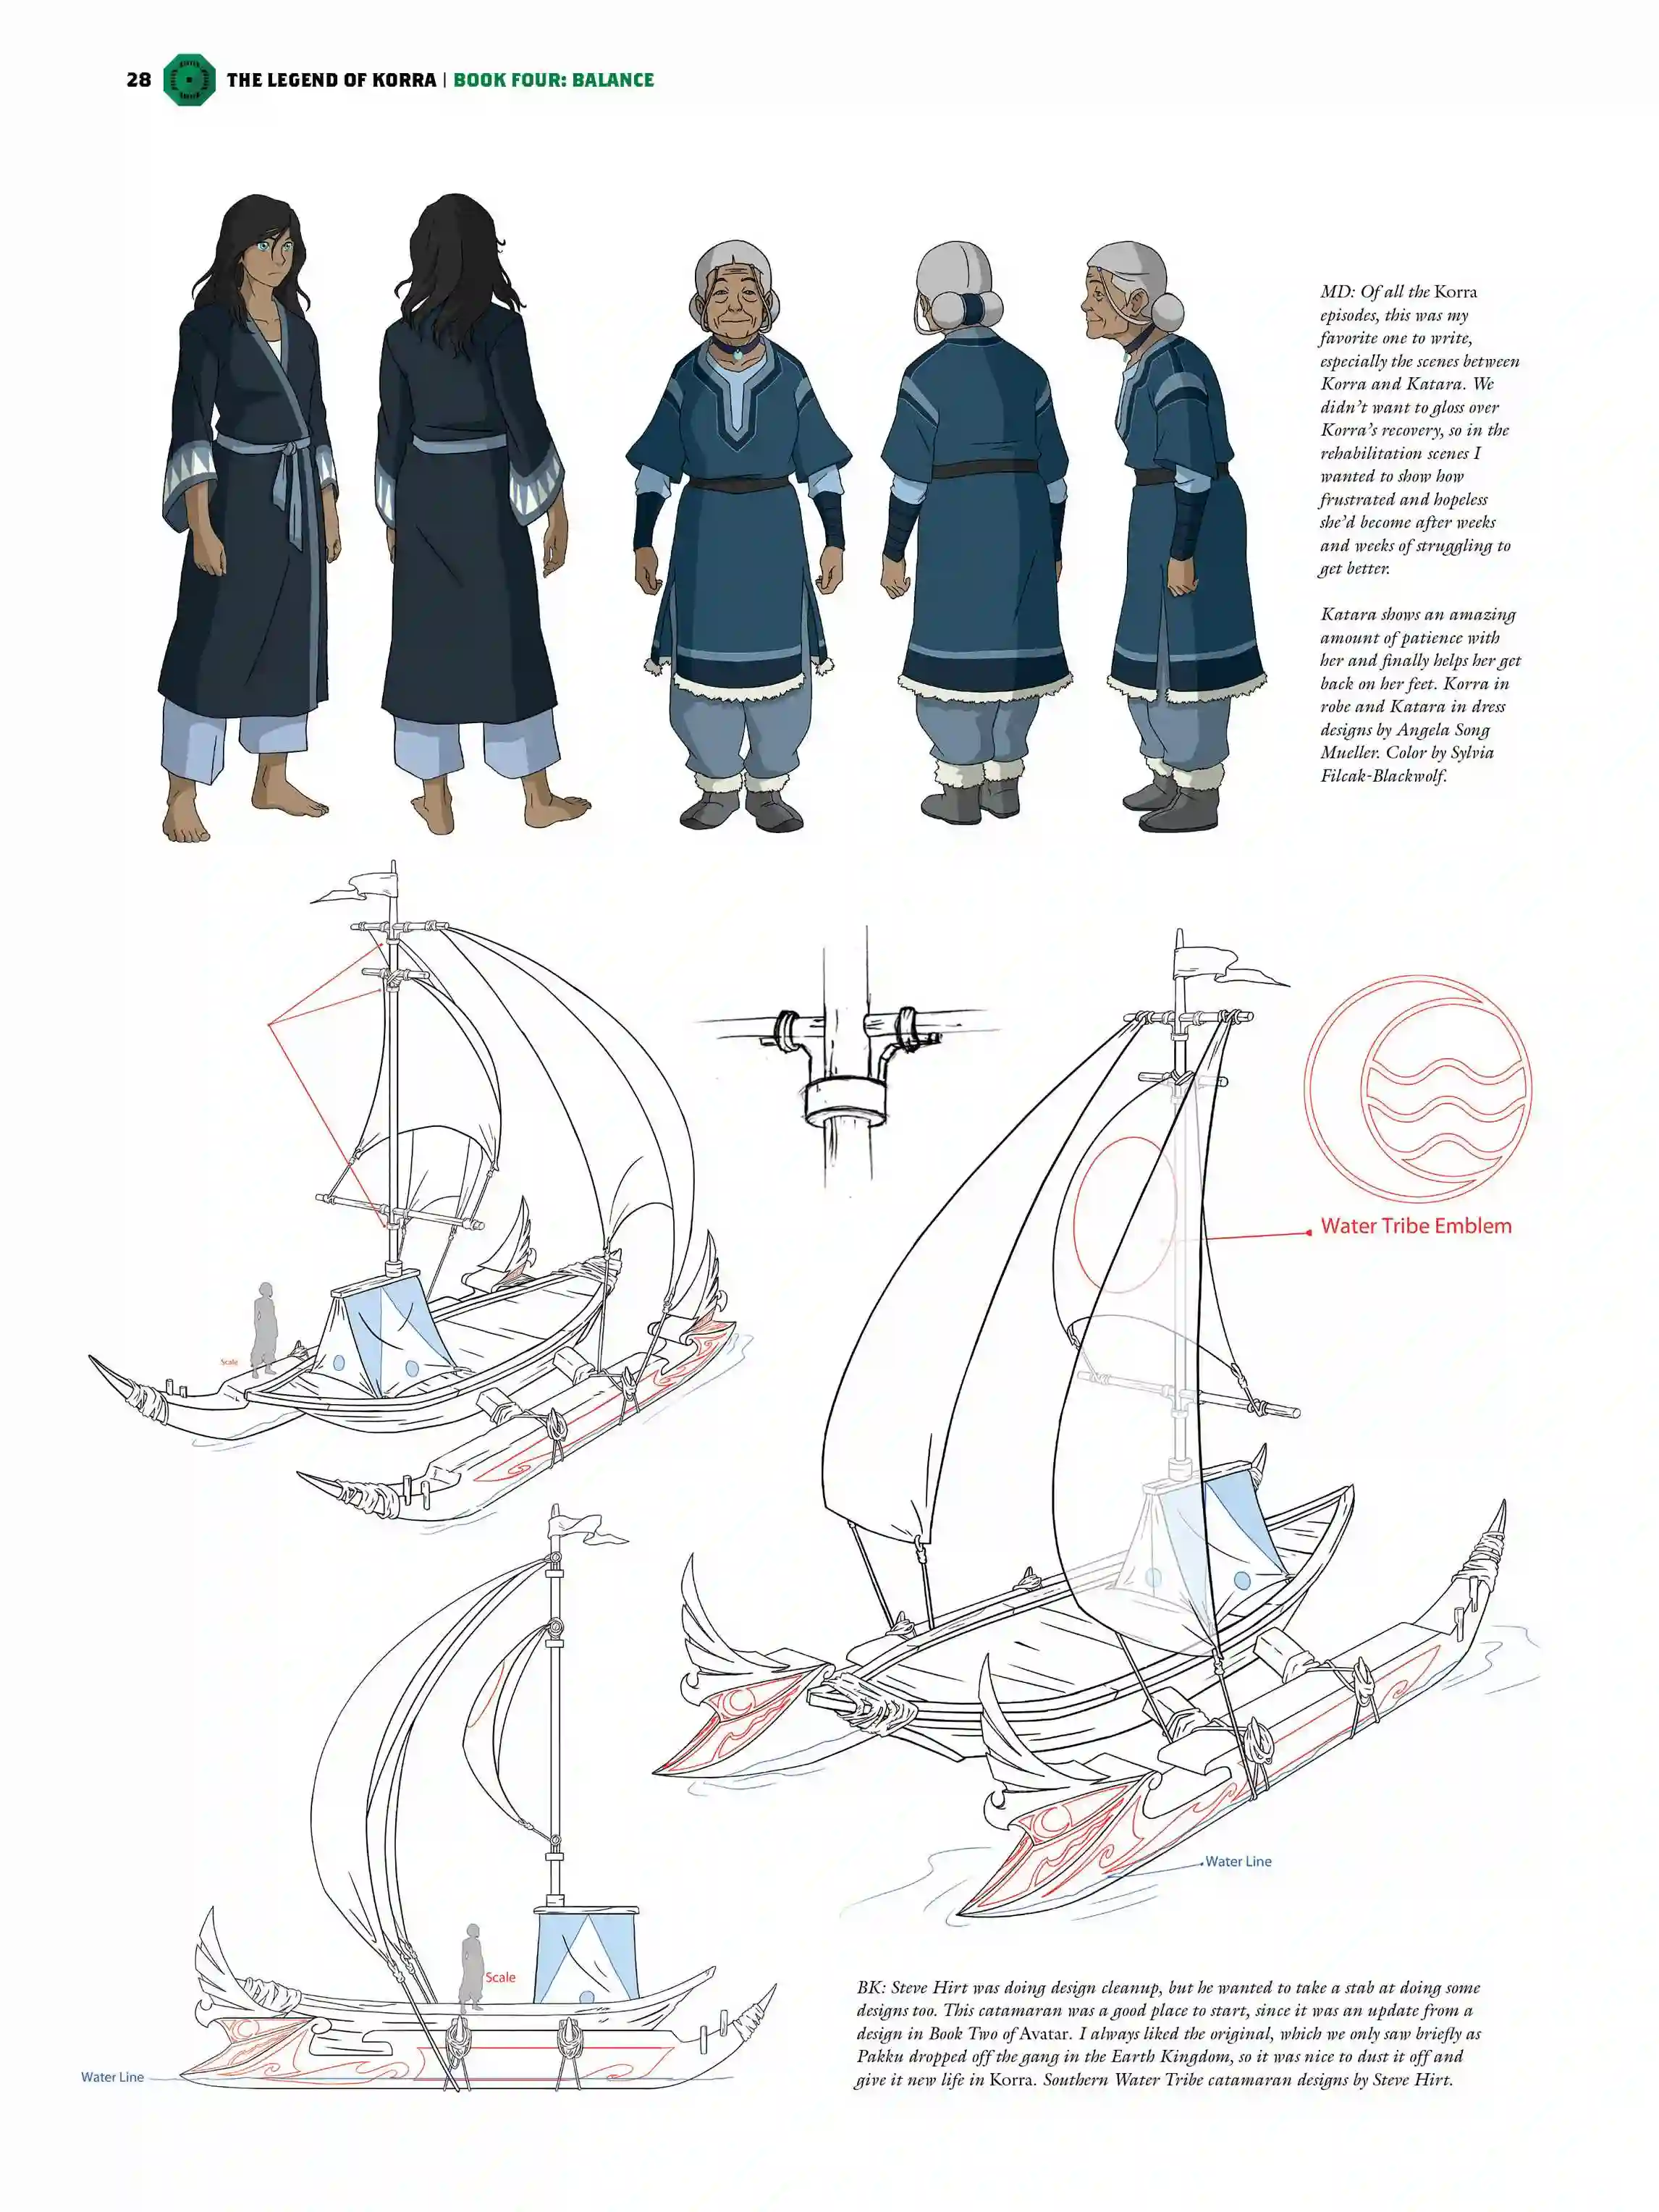 28 THE LEGEND OF KORRA | BOOK FOUR: BALANCE
MD: Of all the Korra
episodes, this was my
favorite one to write,
especially the scenes between
Korra and Katara. We
didn't want to gloss over
Korra's recovery, so in the
rehabilitation scenes I
wanted to show how
frustrated and hopeless
she'd become after weeks
and weeks of struggling to
get better.
Katara shows an amazing
amount of patience with
her and finally helps her get
back on her feet. Korra in
robe and Katara in dress
designs by Angela Song
Mueller. Color by Sylvia
Filcak-Blackwolf.
Water Tribe Emblem
Scale
Water Line
Scale
Water Line
BK: Steve Hirt was doing design cleanup, but he wanted to take a stab at doing some
designs too. This catamaran was a good place to start, since it was an update from a
design in Book Two of Avatar. I always liked the original, which we only saw briefly as
Pakku dropped off the gang in the Earth Kingdom, so it was nice to dust it off and
give it new life in Korra. Southern Water Tribe catamaran designs by Steve Hirt.